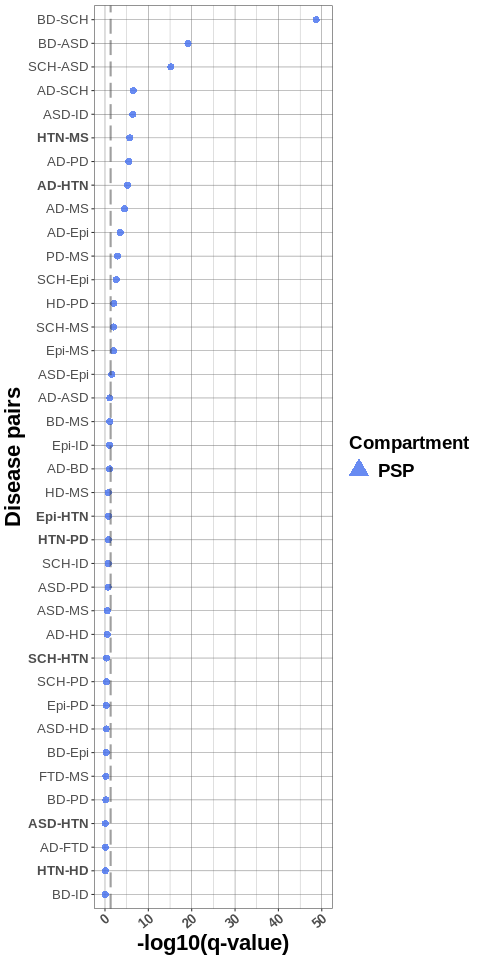 BD-SCH
BD-ASD
SCH-ASD
AD-SCH
ASD-ID
HTN-MS
AD-PD
AD-HTN
AD-MS
AD-Epi
PD-MS
SCH-Epi
HD-PD
SCH-MS
Epi-MS
ASD-Epi
AD-ASD
BD-MS
Epi-ID
AD-BD
HD-MS
Epi-HTN
HTN-PD
SCH-ID
ASD-PD
ASD-MS
AD-HD
SCH-HTN
SCH-PD
Epi-PD
ASD-HD
BD-Epi
FTD-MS
BD-PD
ASD-HTN
AD-FTD
HTN-HD
BD-ID
Disease pairs
0 10 20 30 40 50
-log10(q-value)
Compartment
PSP